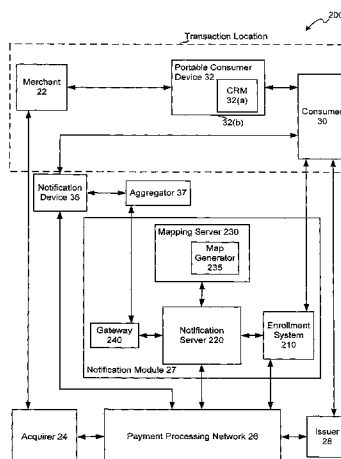 200
Transaction Location
Merchant
22
Portable Consumer
Device 32
CRM
32(a)
32(b)
Consumer
30
Notification
Device 36
Aggregator 37
Mapping Server 230
Map
Generator
235
Gateway
240
Notification
Server 220
Enrollment
System
210
Notification Module 27
Acquirer 24
Payment Processing Network 26
Issuer
28